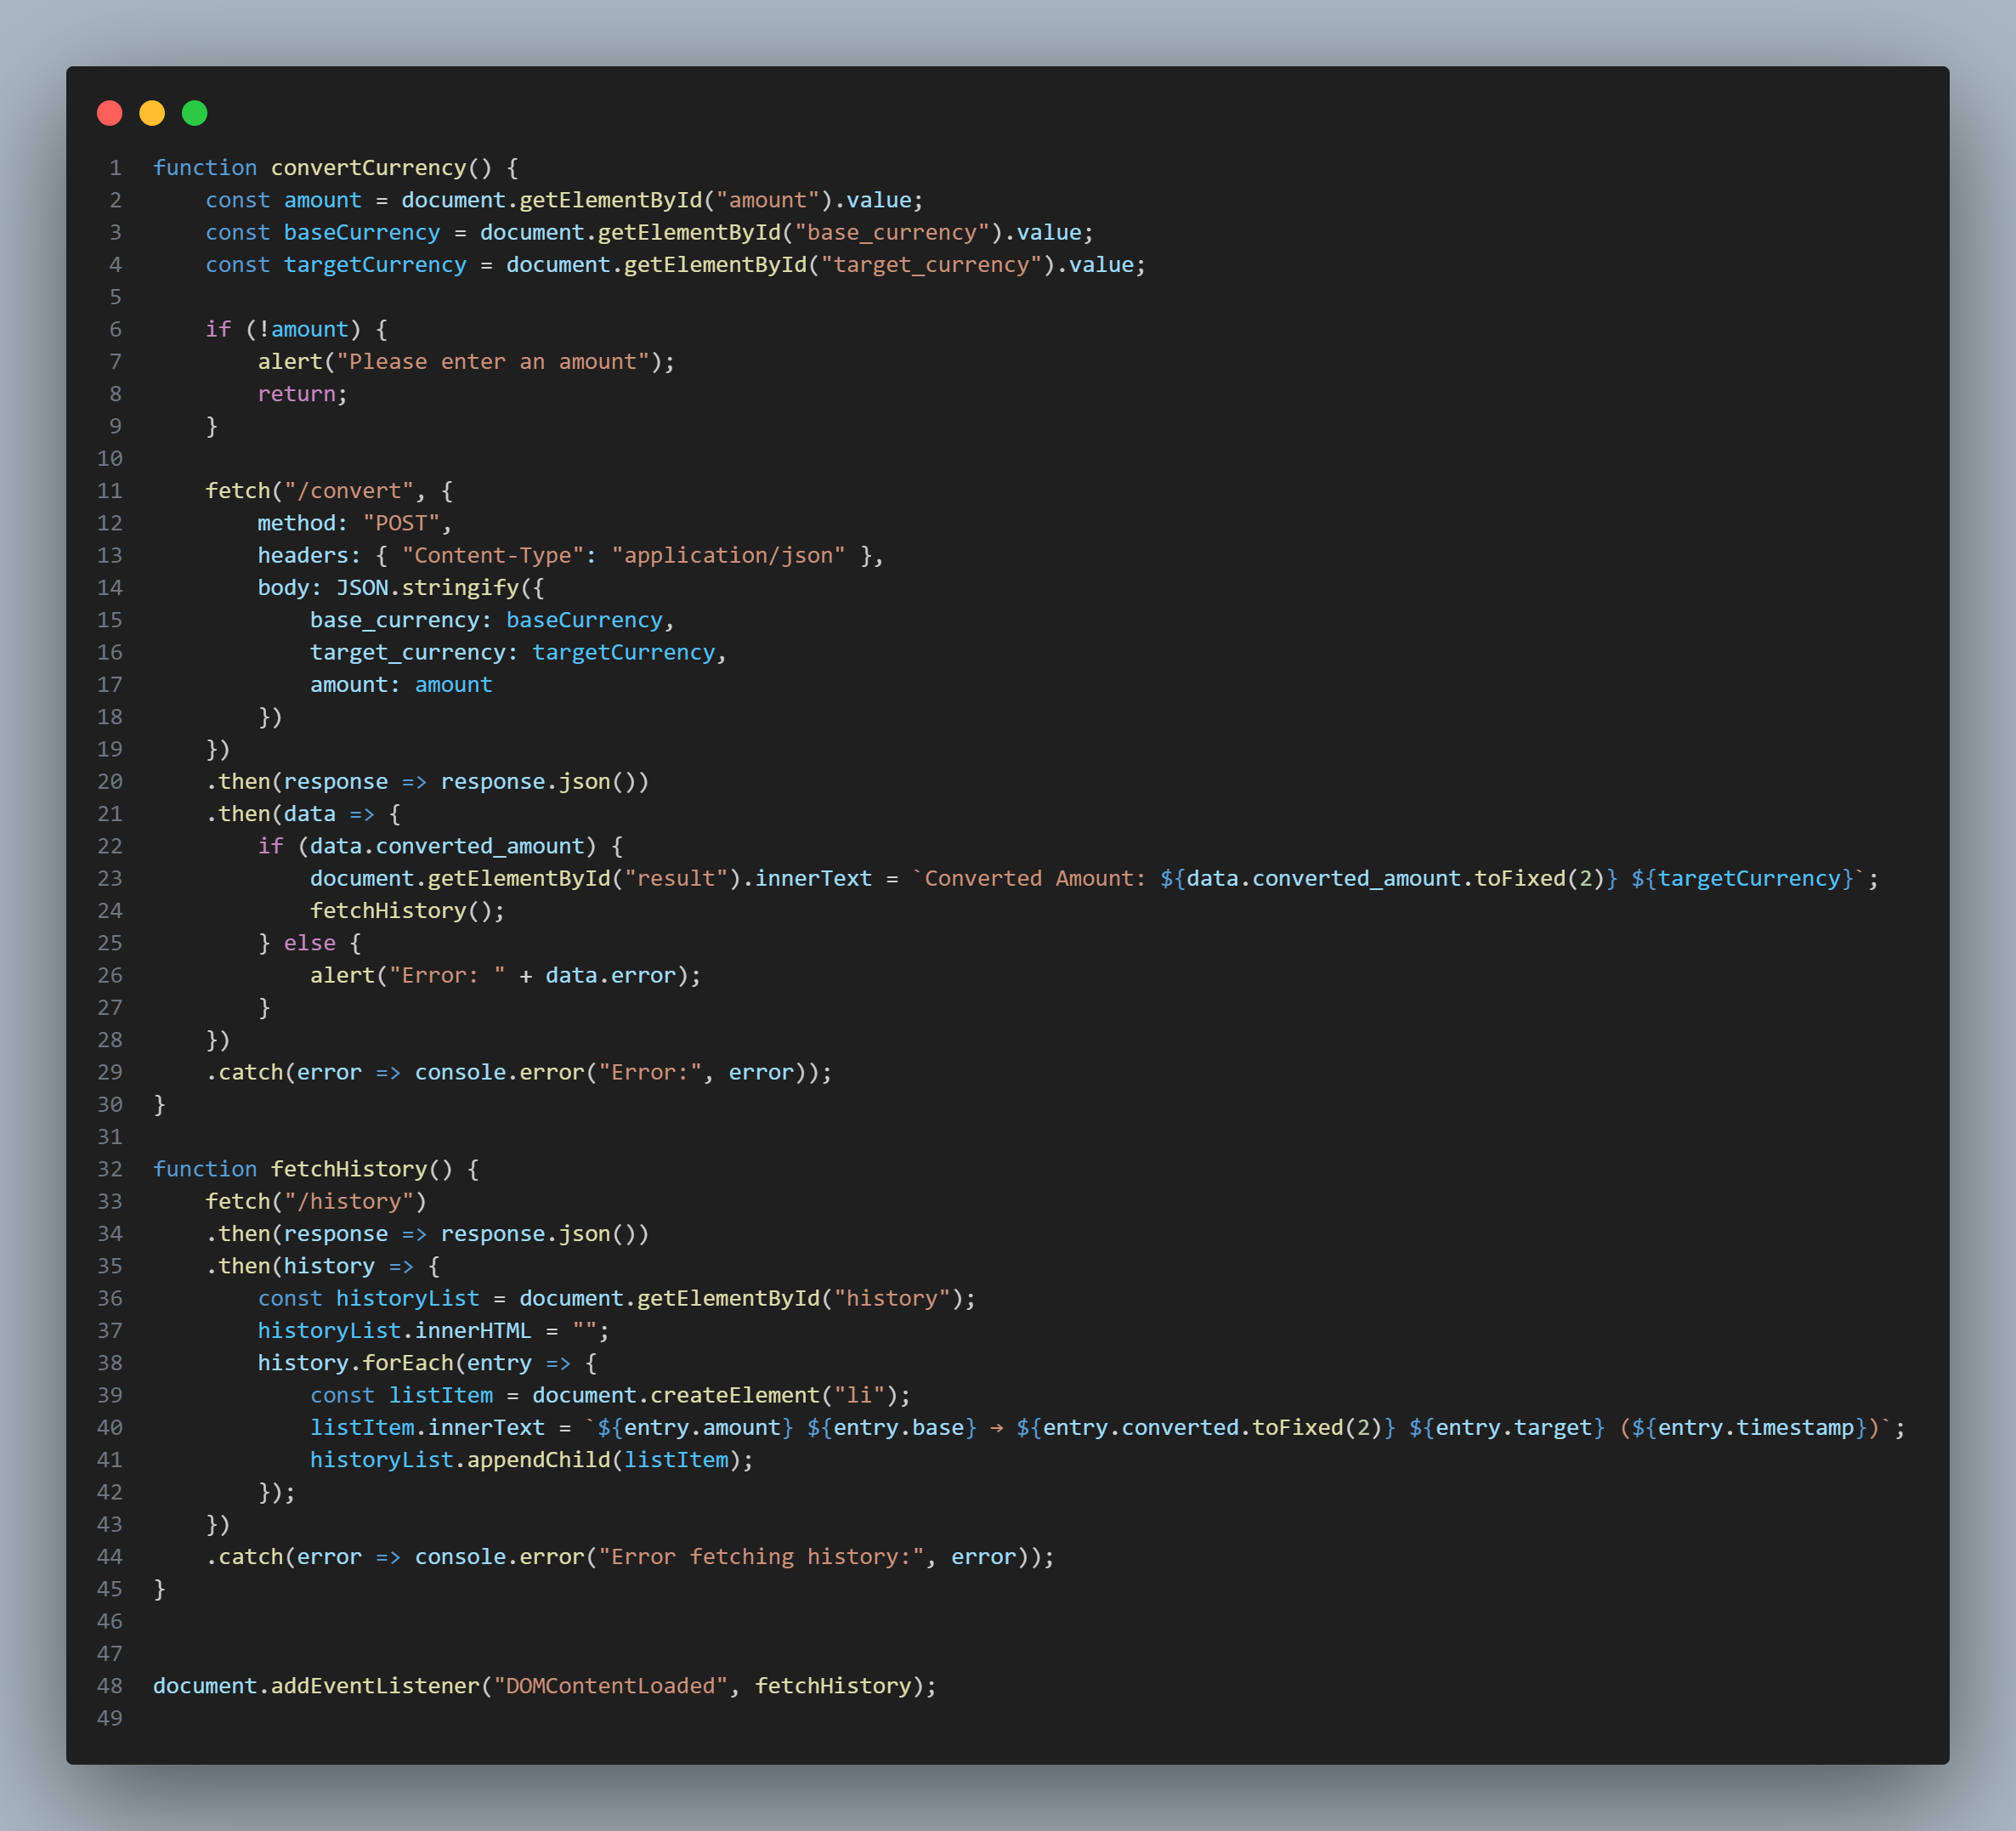 1 function convertCurrency() {
2     const amount = document.getElementById("amount").value;
3     const baseCurrency = document.getElementById("base_currency").value;
4     const targetCurrency = document.getElementById("target_currency").value;
5
6     if (!amount) {
7         alert("Please enter an amount");
8         return;
9     }
10
11     fetch("/convert", {
12         method: "POST",
13         headers: { "Content-Type": "application/json" },
14         body: JSON.stringify({
15             base_currency: baseCurrency,
16             target_currency: targetCurrency,
17             amount: amount
18         })
19     })
20     .then(response => response.json())
21     .then(data => {
22         if (data.converted_amount) {
23             document.getElementById("result").innerText = `Converted Amount: ${data.converted_amount.toFixed(2)} ${targetCurrency}`;
24             fetchHistory();
25         } else {
26             alert("Error: " + data.error);
27         }
28     })
29     .catch(error => console.error("Error:", error));
30 }
31
32 function fetchHistory() {
33     fetch("/history")
34     .then(response => response.json())
35     .then(history => {
36         const historyList = document.getElementById("history");
37         historyList.innerHTML = "";
38         history.forEach(entry => {
39             const listItem = document.createElement("li");
40             listItem.innerText = `${entry.amount} ${entry.base} → ${entry.converted.toFixed(2)} ${entry.target} (${entry.timestamp})`;
41             historyList.appendChild(listItem);
42         });
43     })
44     .catch(error => console.error("Error fetching history:", error));
45 }
46
47
48 document.addEventListener("DOMContentLoaded", fetchHistory);
49